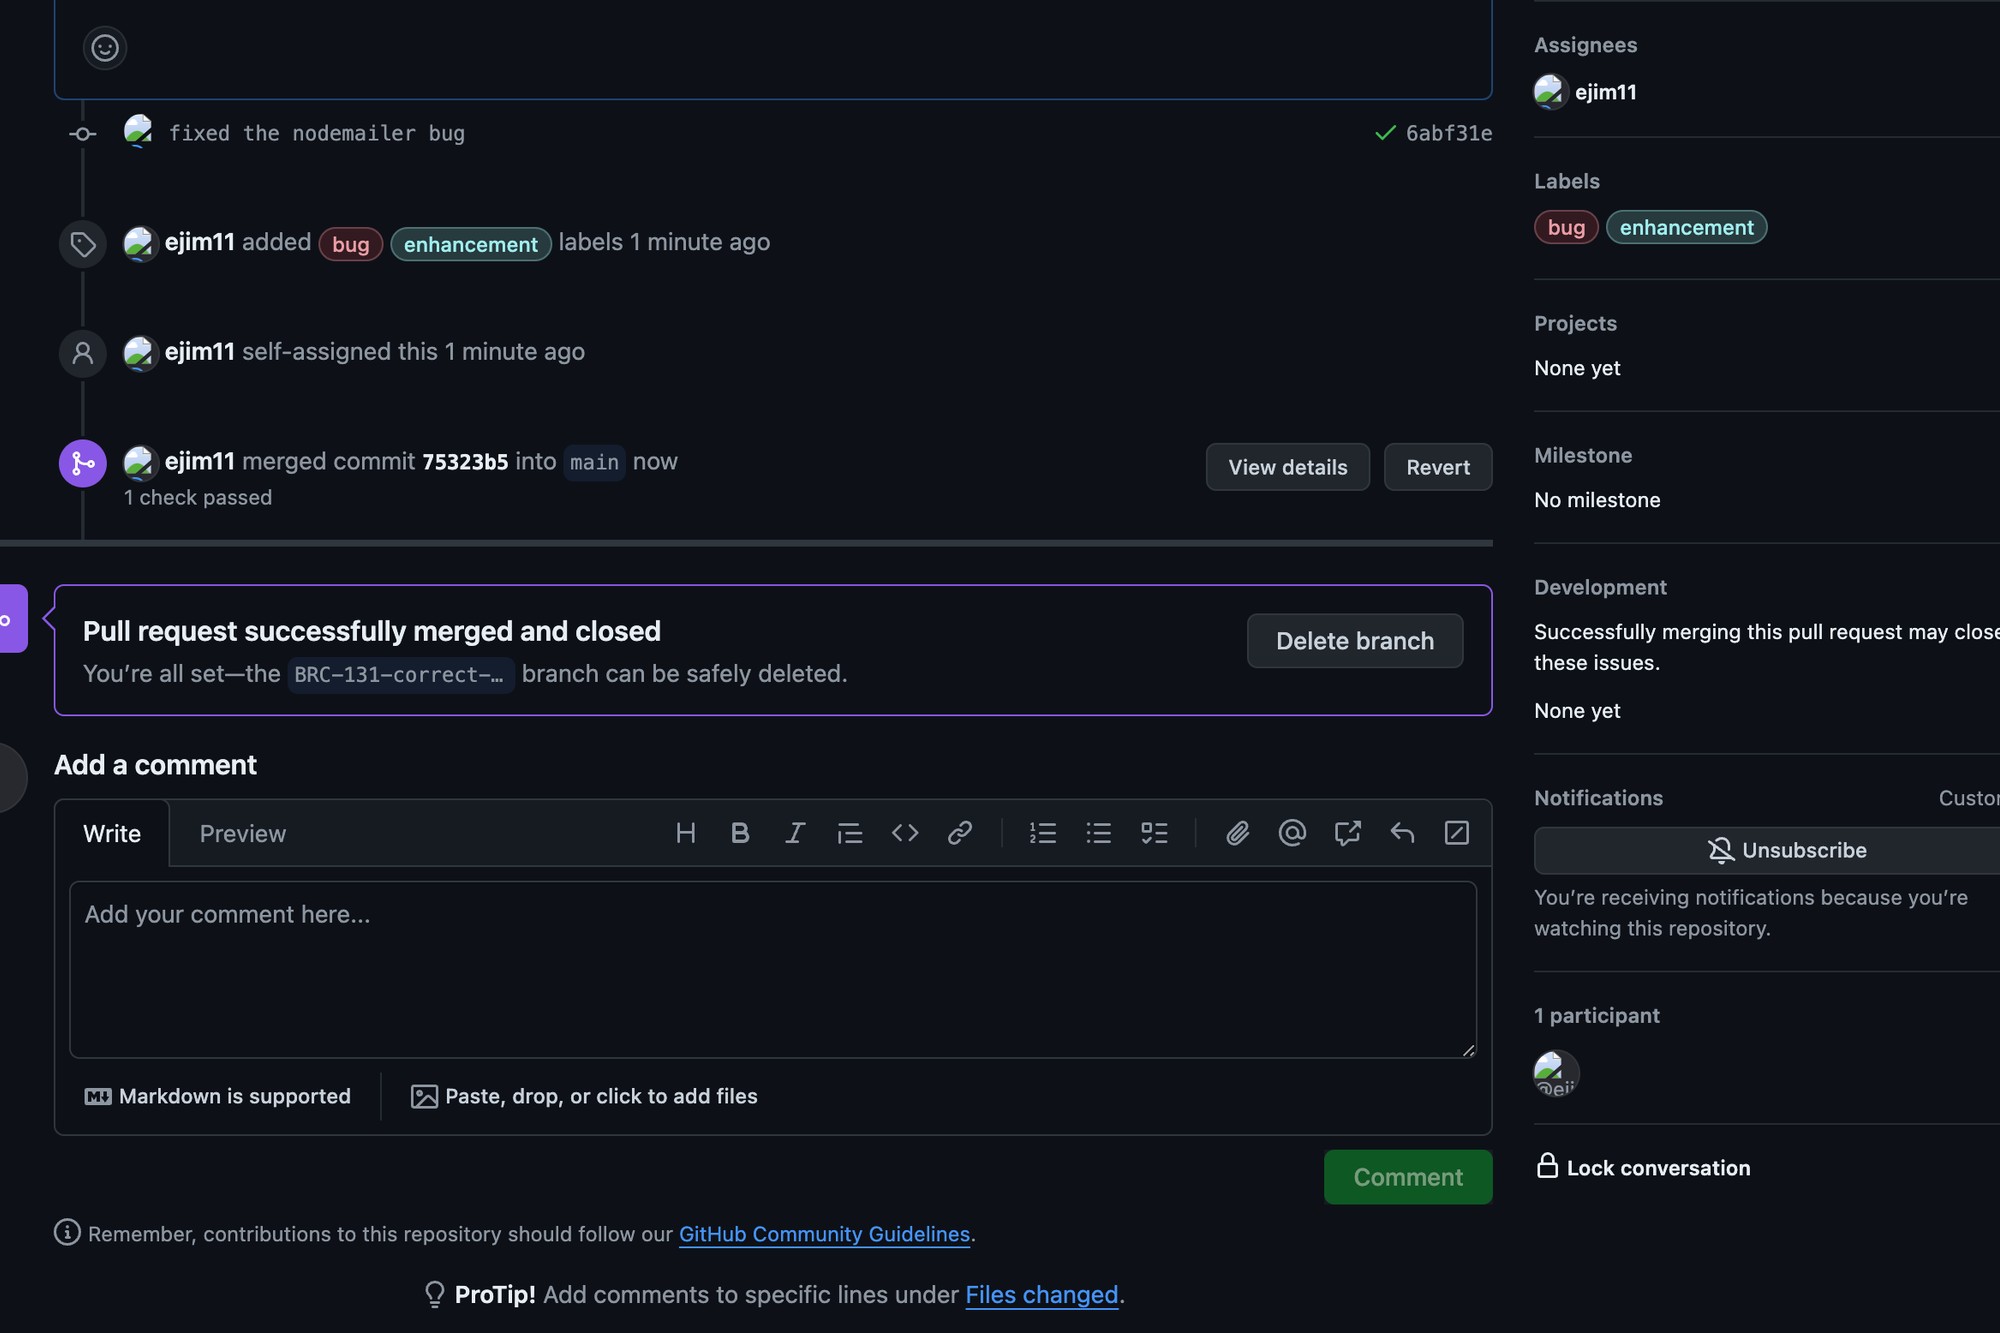 fixed the nodemailer bug
6abf31e
ejim11 added bug enhancement labels 1 minute ago
ejim11 self-assigned this 1 minute ago
ejim11 merged commit 75323b5 into main now
1 check passed
View details
Revert
Pull request successfully merged and closed
You’re all set—the BRC-131-correct-… branch can be safely deleted.
Delete branch
Add a comment
Write
Preview
Add your comment here...
Markdown is supported
Paste, drop, or click to add files
Comment
Remember, contributions to this repository should follow our GitHub Community Guidelines.
ProTip! Add comments to specific lines under Files changed.
Assignees
ejim11
Labels
bug enhancement
Projects
None yet
Milestone
No milestone
Development
Successfully merging this pull request may close
these issues.
None yet
Notifications
Custom
Unsubscribe
You’re receiving notifications because you’re
watching this repository.
1 participant
@eji
Lock conversation